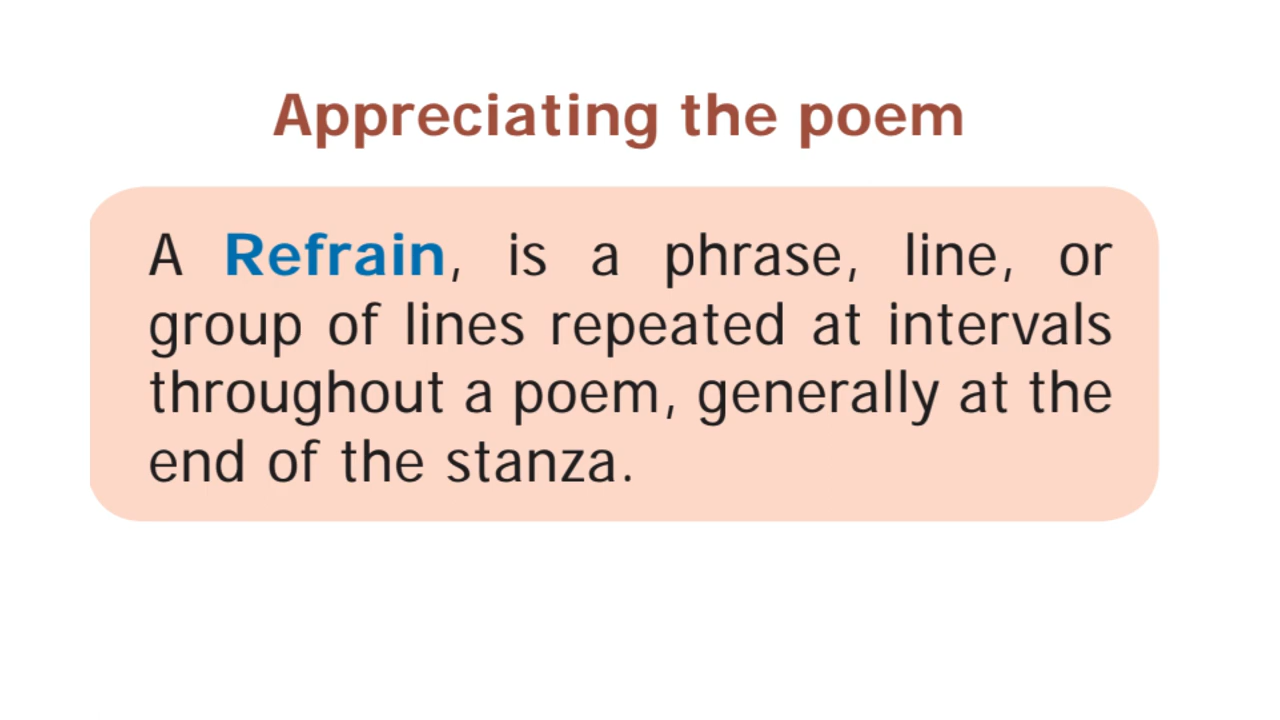 Appreciating the poem
A Refrain, is a phrase, line, or
group of lines repeated at intervals
throughout a poem, generally at the
end of the stanza.